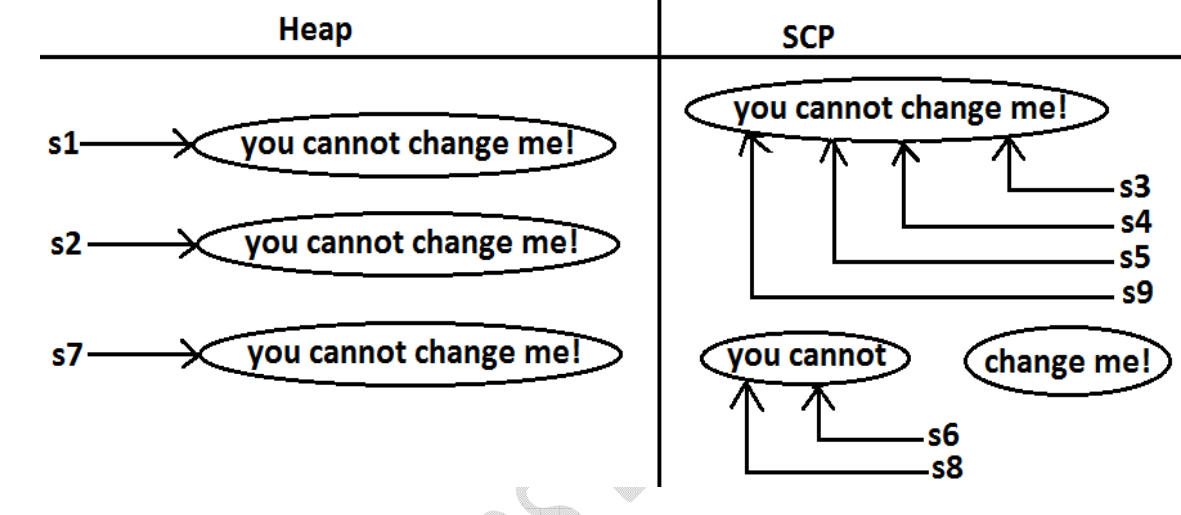 Heap
SCP
s1
you cannot change me!
s2
you cannot change me!
s7
you cannot change me!
you cannot change me!
s3
s4
s5
s9
you cannot
change me!
s6
s8